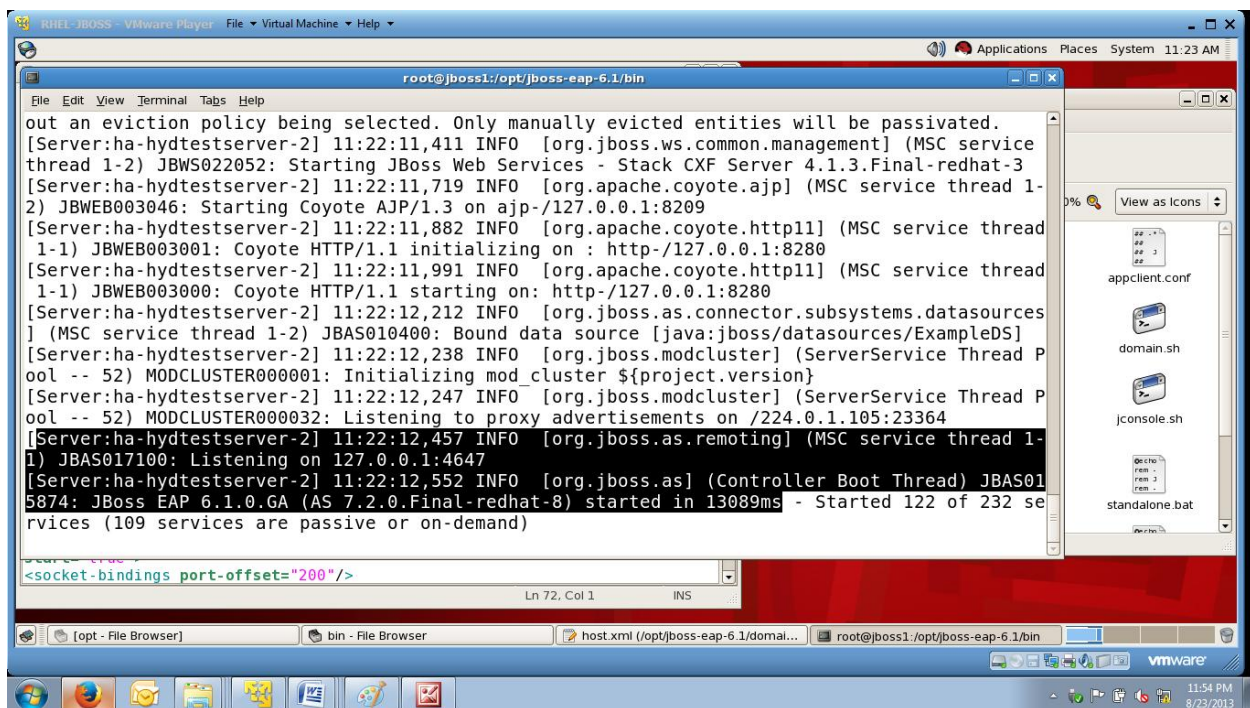 RHEL-JBOSS - VMware Player File Virtual Machine Help
Applications Places System 11:23 AM
root@jboss1:/opt/jboss-eap-6.1/bin
File Edit View Terminal Tabs Help
out an eviction policy being selected. Only manually evicted entities will be passivated.
[Server:ha-hydtestserver-2] 11:22:11,411 INFO [org.jboss.ws.common.management] (MSC service
thread 1-2) JBWS022052: Starting JBoss Web Services - Stack CXF Server 4.1.3.Final-redhat-3
[Server:ha-hydtestserver-2] 11:22:11,719 INFO [org.apache.coyote.ajp] (MSC service thread 1-
2) JBWEB003046: Starting Coyote AJP/1.3 on ajp-/127.0.0.1:8209
[Server:ha-hydtestserver-2] 11:22:11,882 INFO [org.apache.coyote.http11] (MSC service thread
1-1) JBWEB003001: Coyote HTTP/1.1 initializing on : http-/127.0.0.1:8280
[Server:ha-hydtestserver-2] 11:22:11,991 INFO [org.apache.coyote.http11] (MSC service thread
1-1) JBWEB003000: Coyote HTTP/1.1 starting on: http-/127.0.0.1:8280
[Server:ha-hydtestserver-2] 11:22:12,212 INFO [org.jboss.as.connector.subsystems.datasources
] (MSC service thread 1-2) JBAS010400: Bound data source [java:jboss/datasources/ExampleDS]
[Server:ha-hydtestserver-2] 11:22:12,238 INFO [org.jboss.modcluster] (ServerService Thread P
ool -- 52) MODCLUSTER000001: Initializing mod_cluster ${project.version}
[Server:ha-hydtestserver-2] 11:22:12,247 INFO [org.jboss.modcluster] (ServerService Thread P
ool -- 52) MODCLUSTER000032: Listening to proxy advertisements on /224.0.1.105:23364
[Server:ha-hydtestserver-2] 11:22:12,457 INFO [org.jboss.as.remoting] (MSC service thread 1-
1) JBAS017100: Listening on 127.0.0.1:4647
[Server:ha-hydtestserver-2] 11:22:12,552 INFO [org.jboss.as] (Controller Boot Thread) JBAS01
5874: JBoss EAP 6.1.0.GA (AS 7.2.0.Final-redhat-8) started in 13089ms - Started 122 of 232 se
rvices (109 services are passive or on-demand)
0% View as Icons
appclient.conf
domain.sh
jconsole.sh
standalone.bat
<socket-bindings port-offset="200"/>
Ln 72, Col 1 INS
[opt - File Browser] bin - File Browser host.xml (/opt/jboss-eap-6.1/domai... root@jboss1:/opt/jboss-eap-6.1/bin
vmware
11:54 PM
8/23/2013